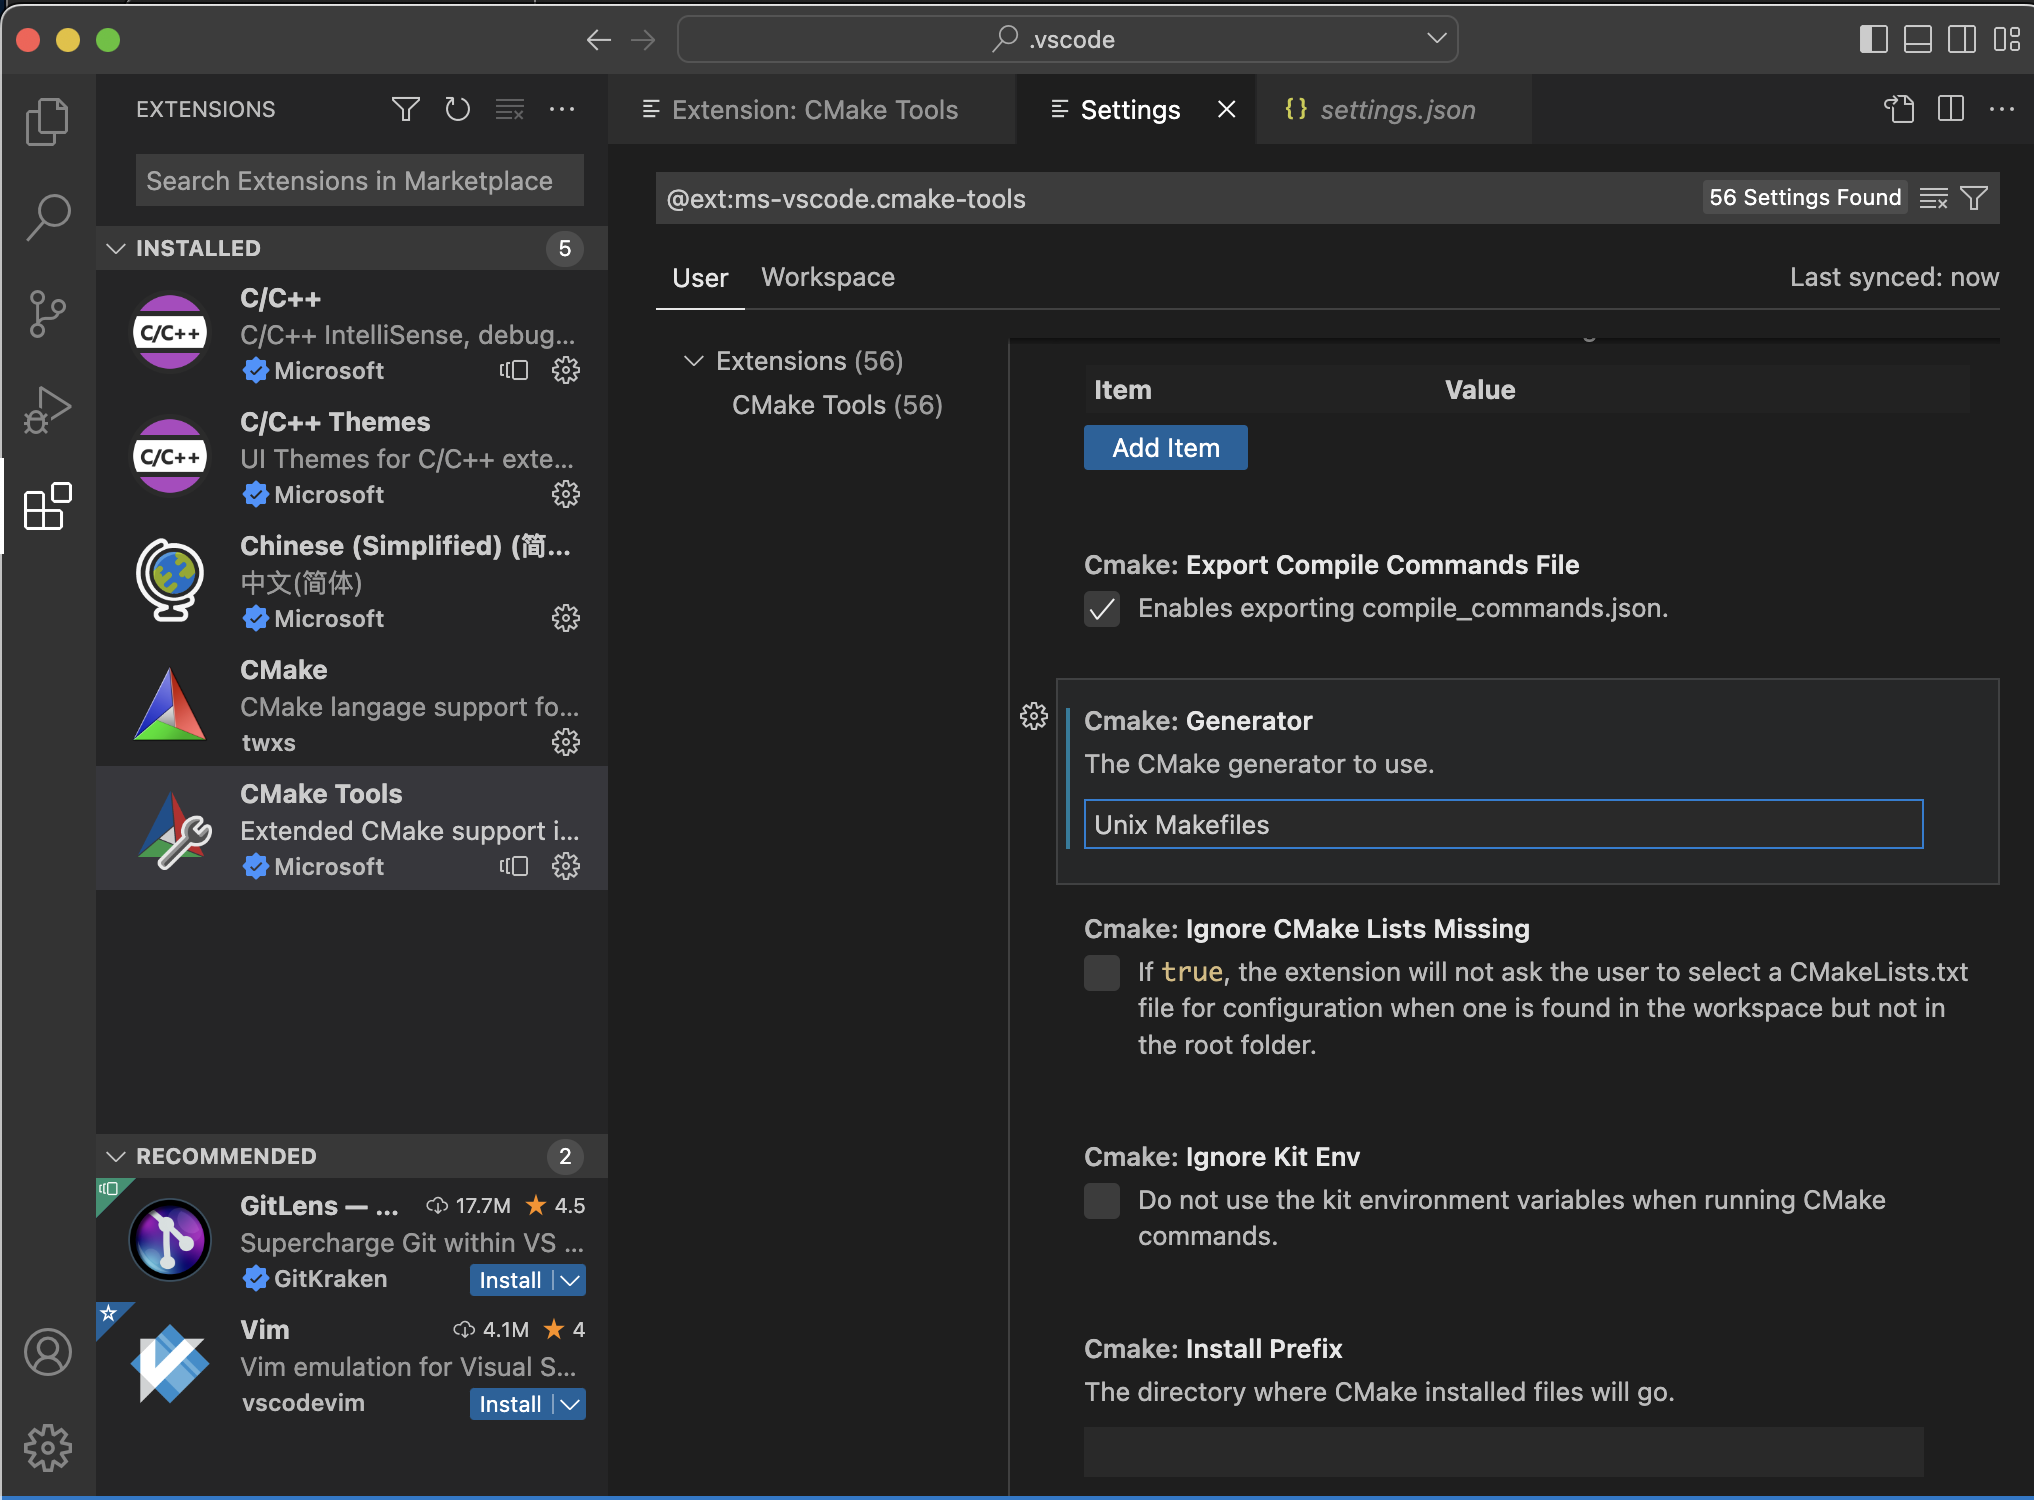 .vscode
EXTENSIONS
Search Extensions in Marketplace
INSTALLED 5
C/C++
C/C++
C/C++ IntelliSense, debug...
Microsoft
C/C++
C/C++ Themes
UI Themes for C/C++ exte...
Microsoft
Chinese (Simplified) (简...
中文(简体)
Microsoft
CMake
CMake langage support fo...
twxs
CMake Tools
Extended CMake support i...
Microsoft
RECOMMENDED 2
GitLens — ... 17.7M 4.5
Supercharge Git within VS ...
GitKraken Install
Vim 4.1M 4
Vim emulation for Visual S...
vscodevim Install
Extension: CMake Tools
Settings
{} settings.json
@ext:ms-vscode.cmake-tools 56 Settings Found
User Workspace Last synced: now
Extensions (56)
CMake Tools (56)
Item Value
Add Item
Cmake: Export Compile Commands File
Enables exporting compile_commands.json.
Cmake: Generator
The CMake generator to use.
Unix Makefiles
Cmake: Ignore CMake Lists Missing
If true, the extension will not ask the user to select a CMakeLists.txt
file for configuration when one is found in the workspace but not in
the root folder.
Cmake: Ignore Kit Env
Do not use the kit environment variables when running CMake
commands.
Cmake: Install Prefix
The directory where CMake installed files will go.